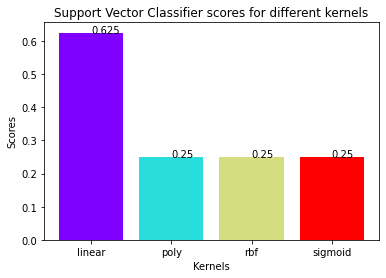 Support Vector Classifier scores for different kernels
0.625
0.25
0.25
0.25
0.6
0.5
0.4
0.3
0.2
0.1
0.0
Scores
linear poly rbf sigmoid
Kernels